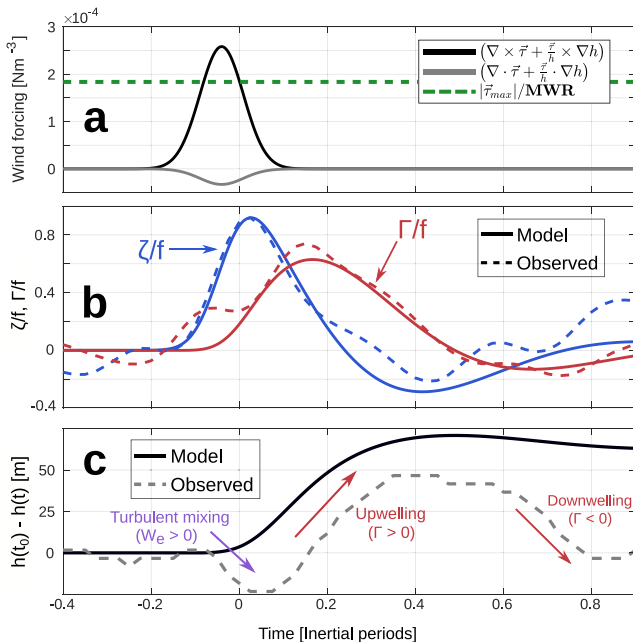 ×10⁻⁴
3
2
1
0
Wind forcing [Nm⁻³]
a
(∇ × τ⃗ + τ⃗/h × ∇h)
(∇ · τ⃗ + τ⃗/h · ∇h)
|τ⃗max|/MWR
0.8
0.4
0
-0.4
ζ/f, Γ/f
b
ζ/f
Γ/f
Model
Observed
50
25
0
h(t₀) - h(t) [m]
c
Model
Observed
Turbulent mixing
(Wₑ > 0)
Upwelling
(Γ > 0)
Downwelling
(Γ < 0)
-0.4 -0.2 0 0.2 0.4 0.6 0.8
Time [Inertial periods]